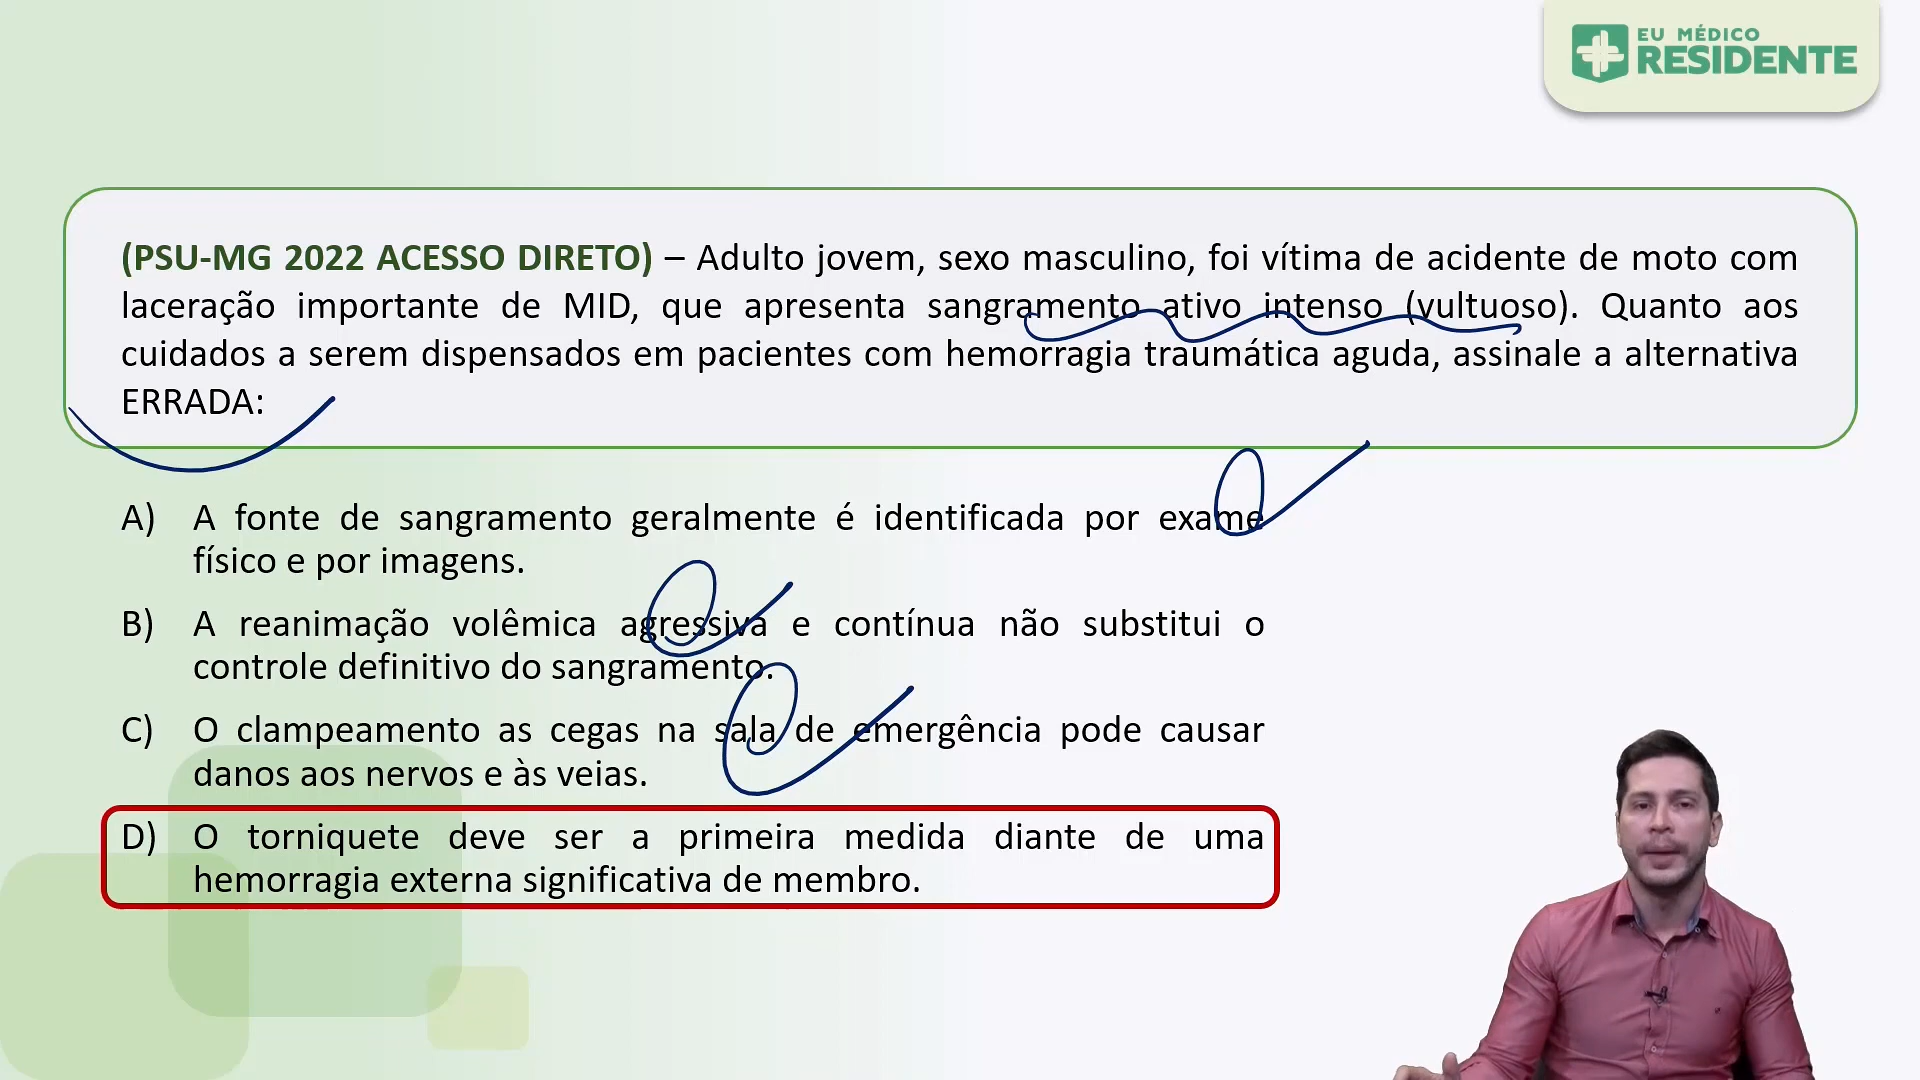 EU MÉDICO
RESIDENTE
(PSU-MG 2022 ACESSO DIRETO) – Adulto jovem, sexo masculino, foi vítima de acidente de moto com
laceração importante de MID, que apresenta sangramento ativo intenso (vultuoso). Quanto aos
cuidados a serem dispensados em pacientes com hemorragia traumática aguda, assinale a alternativa
ERRADA:
A) A fonte de sangramento geralmente é identificada por exame
físico e por imagens.
B) A reanimação volêmica agressiva e contínua não substitui o
controle definitivo do sangramento.
C) O clampeamento as cegas na sala de emergência pode causar
danos aos nervos e às veias.
D) O torniquete deve ser a primeira medida diante de uma
hemorragia externa significativa de membro.